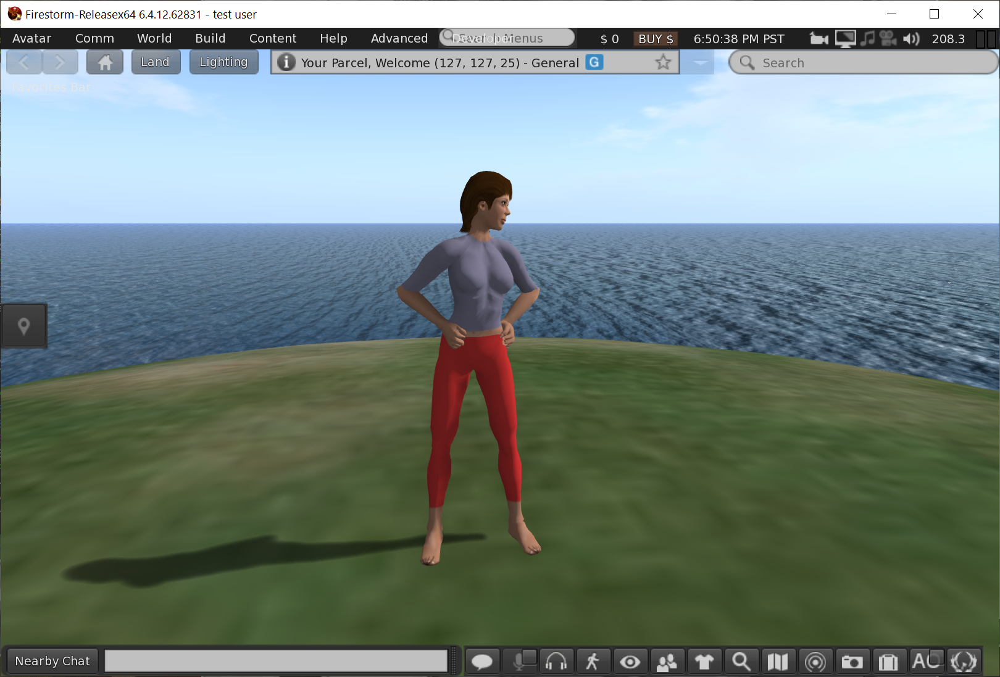 Firestorm-Releasex64 6.4.12.62831 - test user
Avatar Comm World Build Content Help Advanced Developer Search Menus $ 0 BUY $ 6:50:38 PM PST 208.3
Land Lighting Your Parcel, Welcome (127, 127, 25) - General G Search
Favorites Bar
Nearby Chat AO